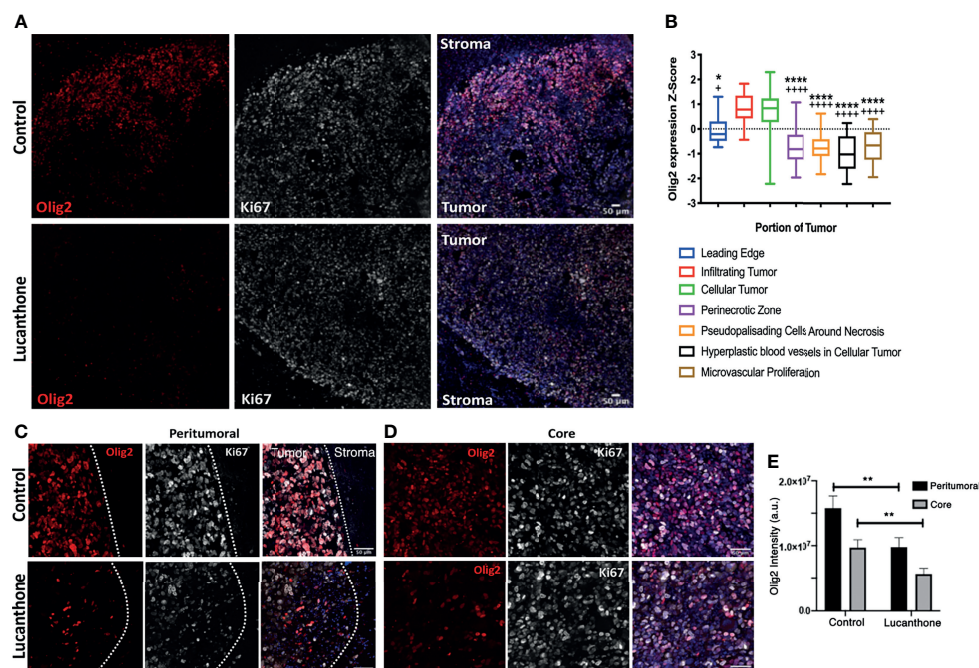 A
Control
Olig2
Ki67
Stroma
Tumor
50 µm
Lucanthone
Olig2
Ki67
Tumor
Stroma
50 µm
B
Olig2 expression Z-Score
3
2
1
0
-1
-2
-3
*
+
****
++++
****
++++
****
++++
****
++++
Portion of Tumor
Leading Edge
Infiltrating Tumor
Cellular Tumor
Perinecrotic Zone
Pseudopalisading Cells Around Necrosis
Hyperplastic blood vessels in Cellular Tumor
Microvascular Proliferation
C
Peritumoral
Control
Olig2
Ki67
Tumor
Stroma
50 µm
Lucanthone
D
Core
Olig2
Ki67
Olig2
Ki67
E
Olig2 Intensity (a.u.)
2.0×10⁷
1.0×10⁷
0
**
**
Peritumoral
Core
Control
Lucanthone